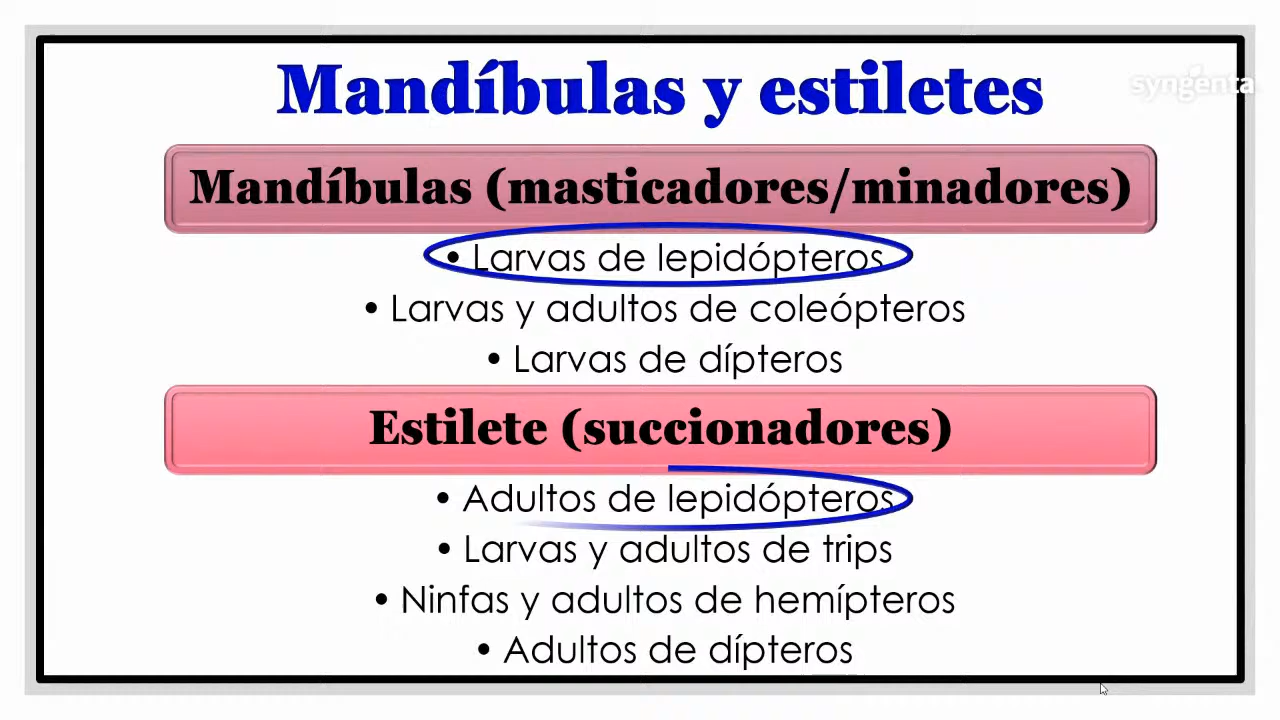 Mandíbulas y estiletes
syngenta
Mandíbulas (masticadores/minadores)
• Larvas de lepidópteros
• Larvas y adultos de coleópteros
• Larvas de dípteros
Estilete (succionadores)
• Adultos de lepidópteros
• Larvas y adultos de trips
• Ninfas y adultos de hemípteros
• Adultos de dípteros